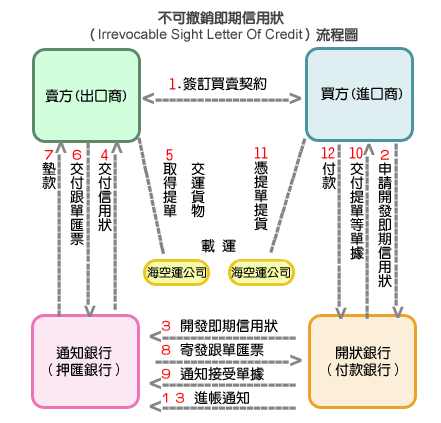 不可撤銷即期信用狀
（Irrevocable Sight Letter Of Credit）流程圖
賣方（出口商）
1.簽訂買賣契約
買方（進口商）
7墊款
6交付跟單匯票
4交付信用狀
5取得提單
交運貨物
11憑提單提貨
12付款
10交付提單等單據
2申請開發即期信用狀
載運
海空運公司
海空運公司
通知銀行
（押匯銀行）
3 開發即期信用狀
8 寄發跟單匯票
9 通知接受單據
13 進帳通知
開狀銀行
（付款銀行）